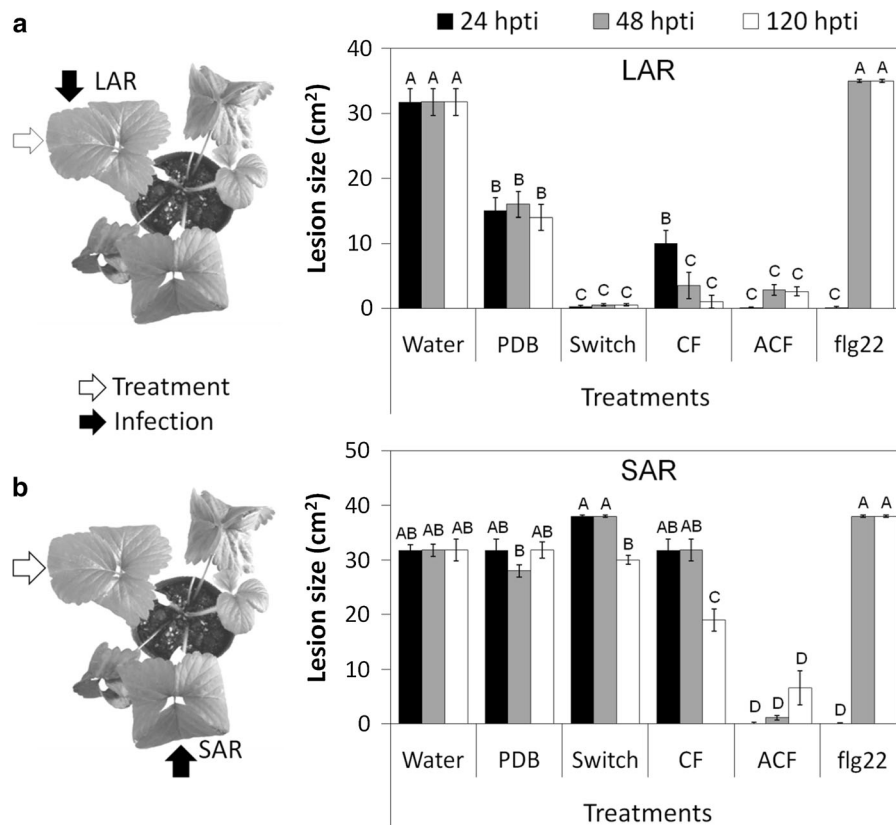 a
LAR
Treatment
Infection
24 hpti 48 hpti 120 hpti
LAR
Lesion size (cm²)
40
30
20
10
0
A A A B B B C C C B C C C C C C A A
Water PDB Switch CF ACF flg22
Treatments
b
SAR
SAR
Lesion size (cm²)
50
40
30
20
10
0
AB AB AB AB B AB A A B AB AB C D D D D A A
Water PDB Switch CF ACF flg22
Treatments